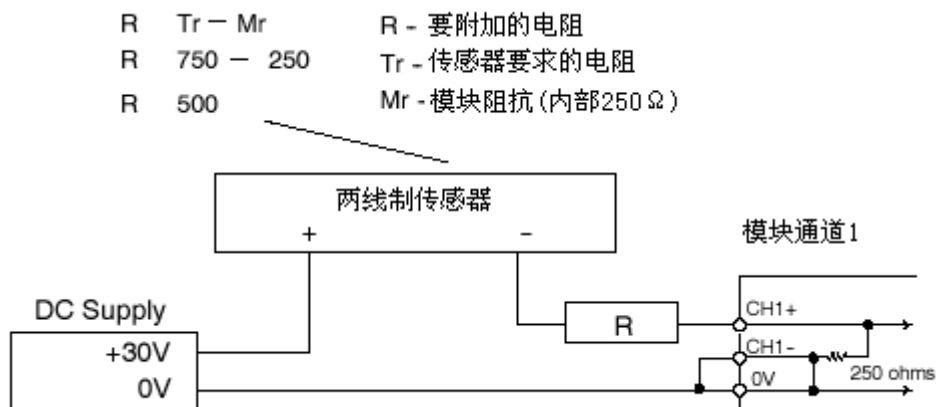 R Tr － Mr R - 要附加的电阻
R 750 － 250 Tr - 传感器要求的电阻
R 500 Mr - 模块阻抗(内部250Ω)
两线制传感器
+ -
模块通道1
DC Supply
+30V
0V
R
CH1+
CH1-
0V
250 ohms